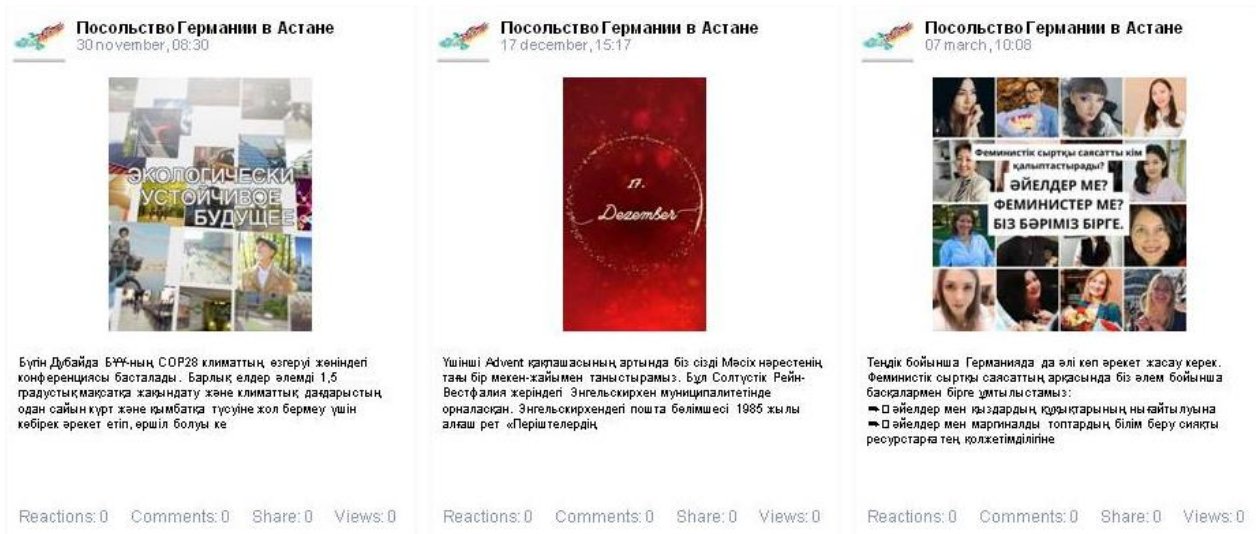 Посольство Германии в Астане
30 november, 08:30
ЭКОЛОГИЧЕСКИ
УСТОЙЧИВОЕ
БУДУЩЕЕ
Бүгін Дубайда БҰҰ-ның COP28 климаттың өзгеруі жөніндегі
конференциясы басталады. Барлық елдер әлемді 1,5
градустық мақсатқа жақындату және климаттық дағдарыстың
одан сайын күрт және қымбатқа түсуіне жол бермеу үшін
көбірек әрекет етіп, өршіл болуы ке
Reactions: 0 Comments: 0 Share: 0 Views: 0
Посольство Германии в Астане
17 december, 15:17
17.
Dezember
Үшінші Advent қақпашасының артында біз сізді Мәсіх нәрестенің
тағы бір мекен-жайымен таныстырамыз. Бұл Солтүстік Рейн-
Вестфалия жеріндегі Энгельскирхен муниципалитетінде
орналасқан. Энгельскирхендегі пошта бөлімшесі 1985 жылы
алғаш рет «Періштелердің
Reactions: 0 Comments: 0 Share: 0 Views: 0
Посольство Германии в Астане
07 march, 10:08
Феминистік сыртқы саясатты кім
қалыптастырады?
ӘЙЕЛДЕР МЕ?
ФЕМИНИСТЕР МЕ?
БІЗ БӘРІМІЗ БІРГЕ.
Теңдік бойынша Германияда да әлі көп әрекет жасау керек.
Феминистік сыртқы саясаттың арқасында біз әлем бойынша
басқалармен бірге ұмтылыстамыз:
➡ әйелдер мен қыздардың құқықтарының нығайтылуына
➡ әйелдер мен маргиналды топтардың білім беру сияқты
ресурстарға тең қолжетімділігіне
Reactions: 0 Comments: 0 Share: 0 Views: 0